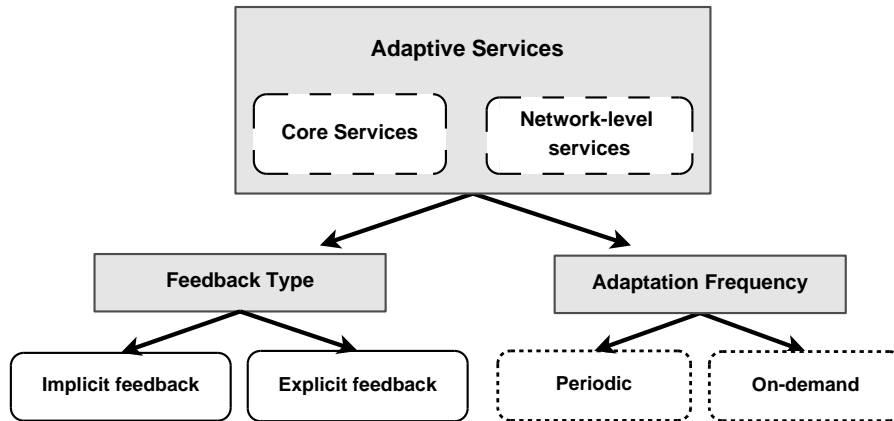 Adaptive Services
Core Services
Network-level
services
Feedback Type
Adaptation Frequency
Implicit feedback
Explicit feedback
Periodic
On-demand